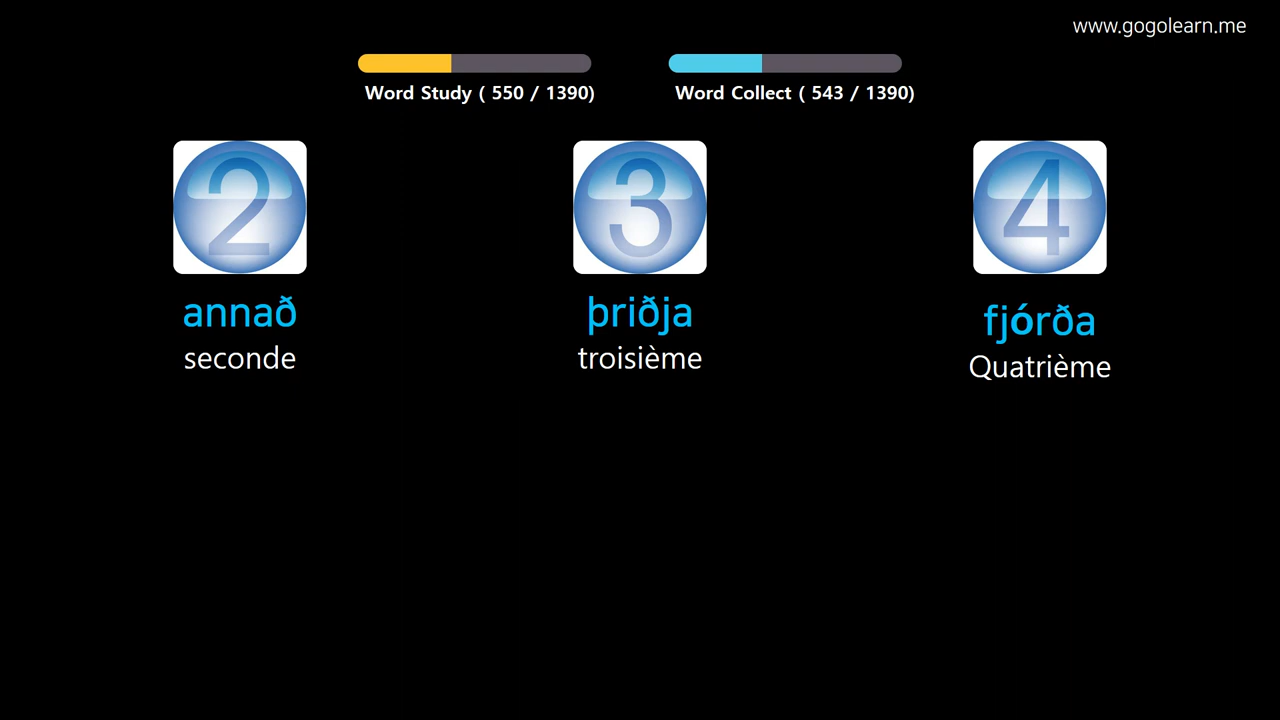 www.gogolearn.me
Word Study ( 550 / 1390)
Word Collect ( 543 / 1390)
2
3
4
annað
þriðja
fjórða
seconde
troisième
Quatrième